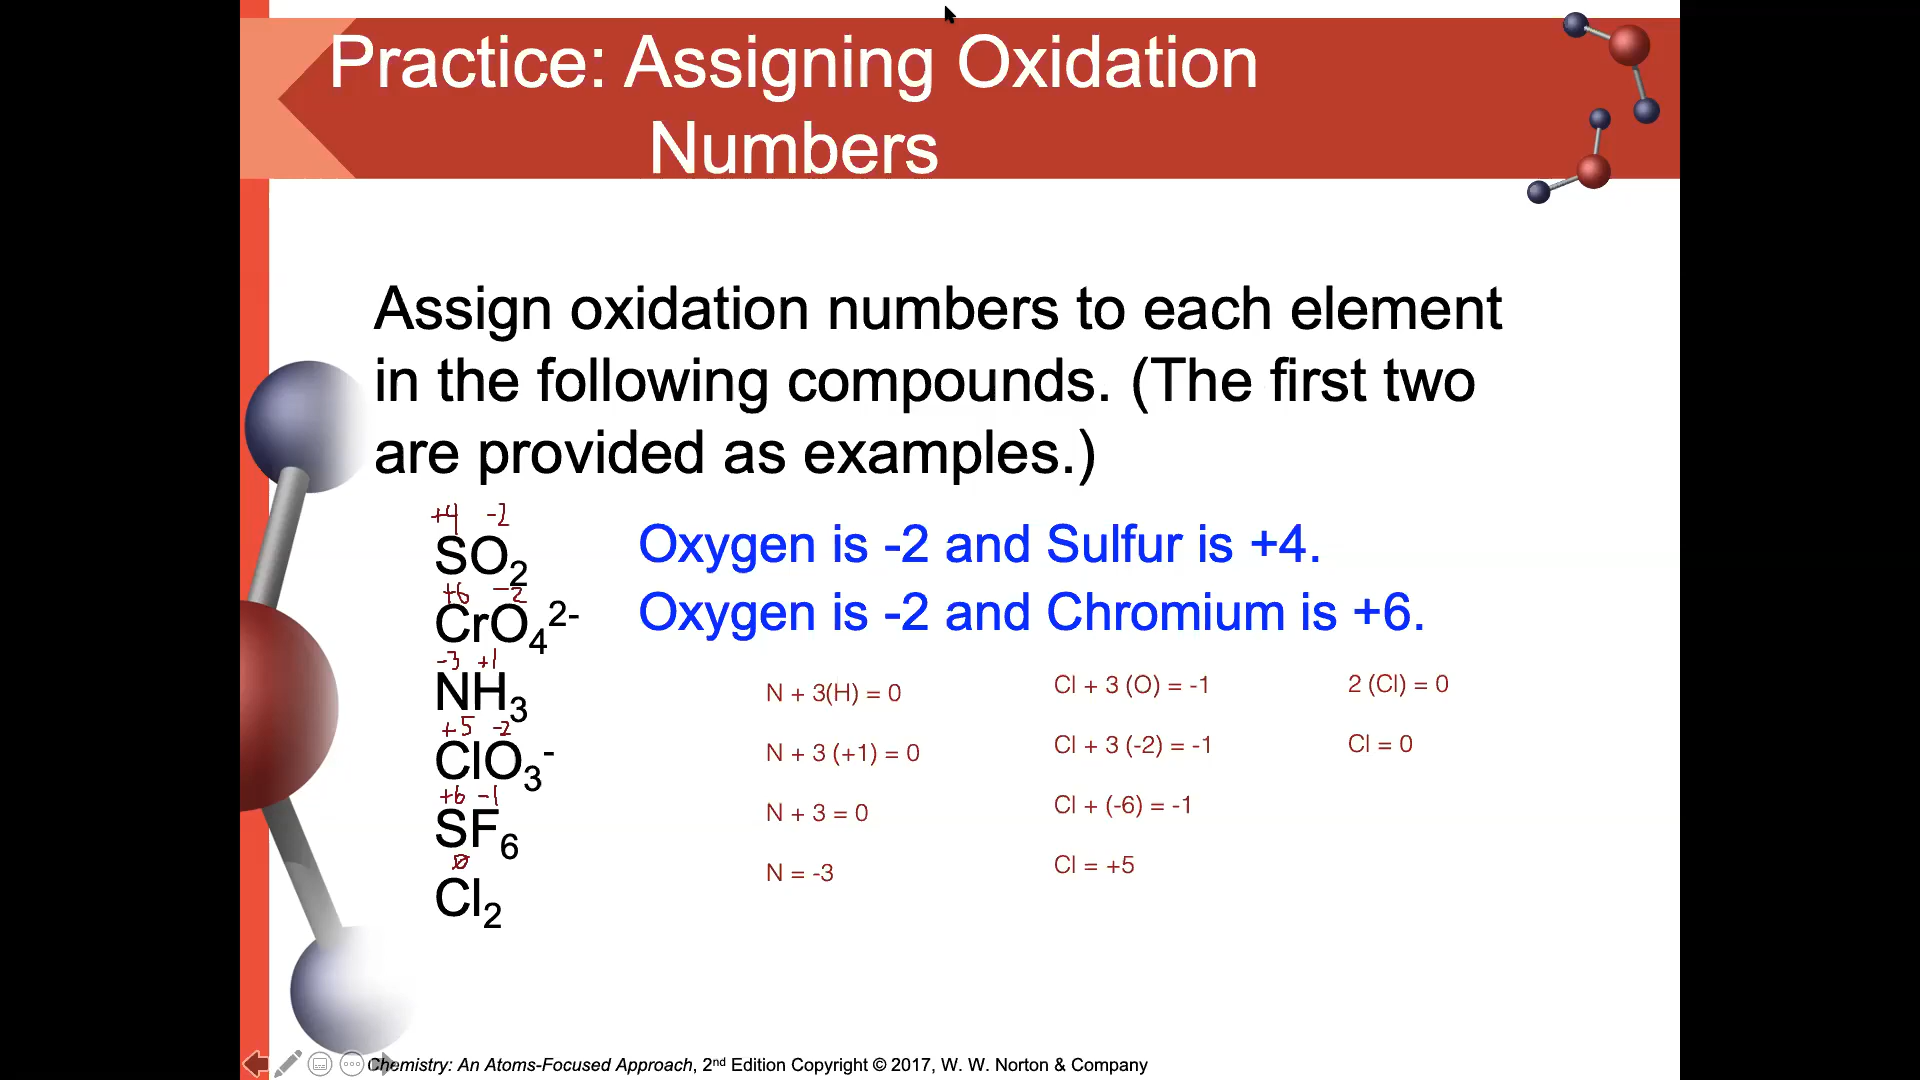 Practice: Assigning Oxidation
Numbers
Assign oxidation numbers to each element
in the following compounds. (The first two
are provided as examples.)
+4 -2
SO₂
Oxygen is -2 and Sulfur is +4.
+6 -2
CrO₄²⁻
Oxygen is -2 and Chromium is +6.
-3 +1
NH₃
+5 -2
ClO₃⁻
+6 -1
SF₆
0
Cl₂
N + 3(H) = 0
N + 3 (+1) = 0
N + 3 = 0
N = -3
Cl + 3 (O) = -1
Cl + 3 (-2) = -1
Cl + (-6) = -1
Cl = +5
2 (Cl) = 0
Cl = 0
Chemistry: An Atoms-Focused Approach, 2nd Edition Copyright © 2017, W. W. Norton & Company